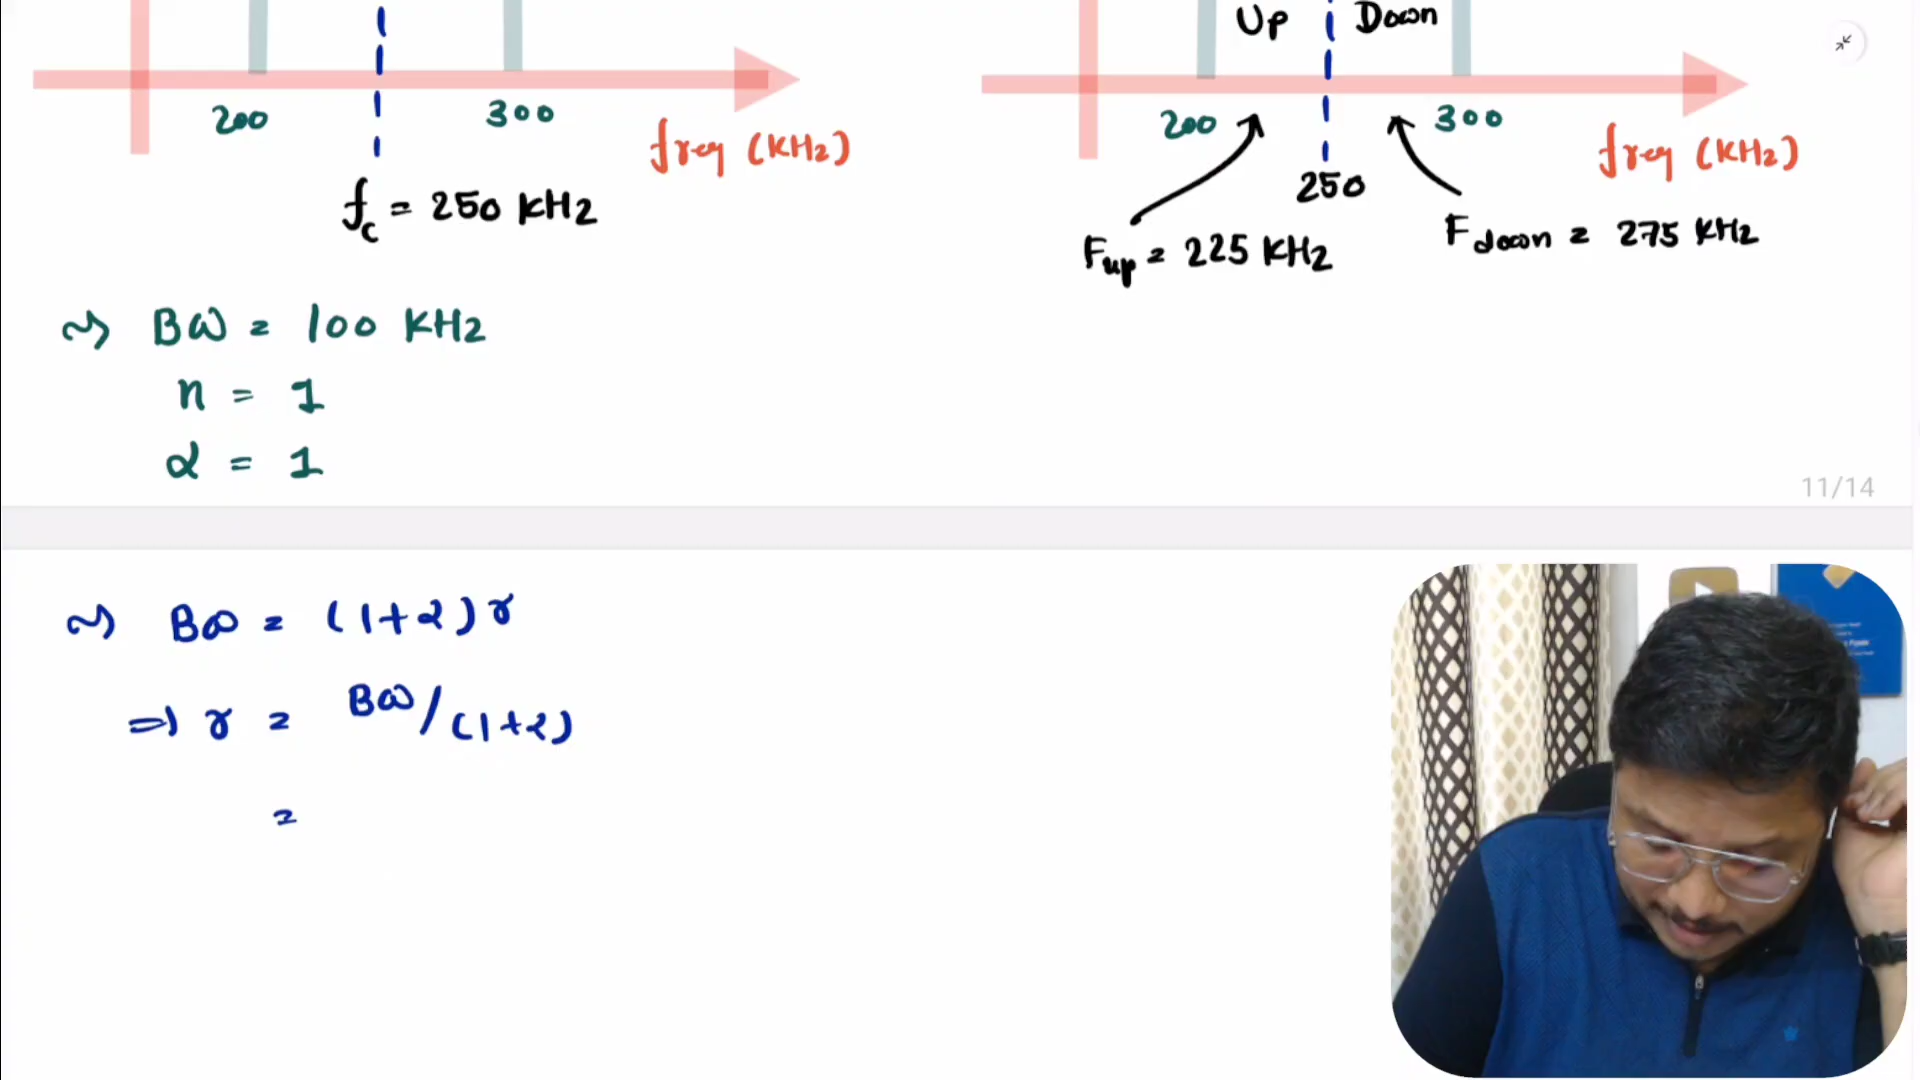 Up Down
200 300
freq (KHz)
fc = 250 KHz
200 300
freq (KHz)
250
Fup = 225 KHz
Fdown = 275 KHz
~> BW = 100 KHz
n = 1
α = 1
11/14
~> BW = (1+α)r
=> r = BW/(1+α)
=